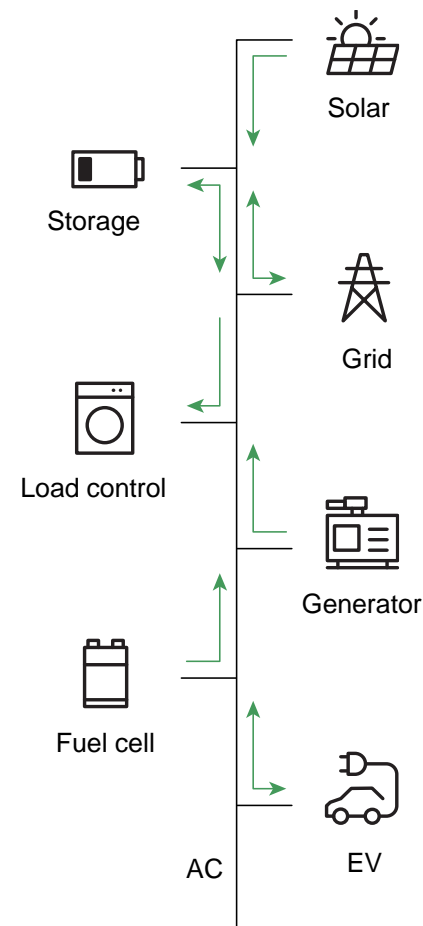 Solar
Storage
Grid
Load control
Generator
Fuel cell
EV
AC